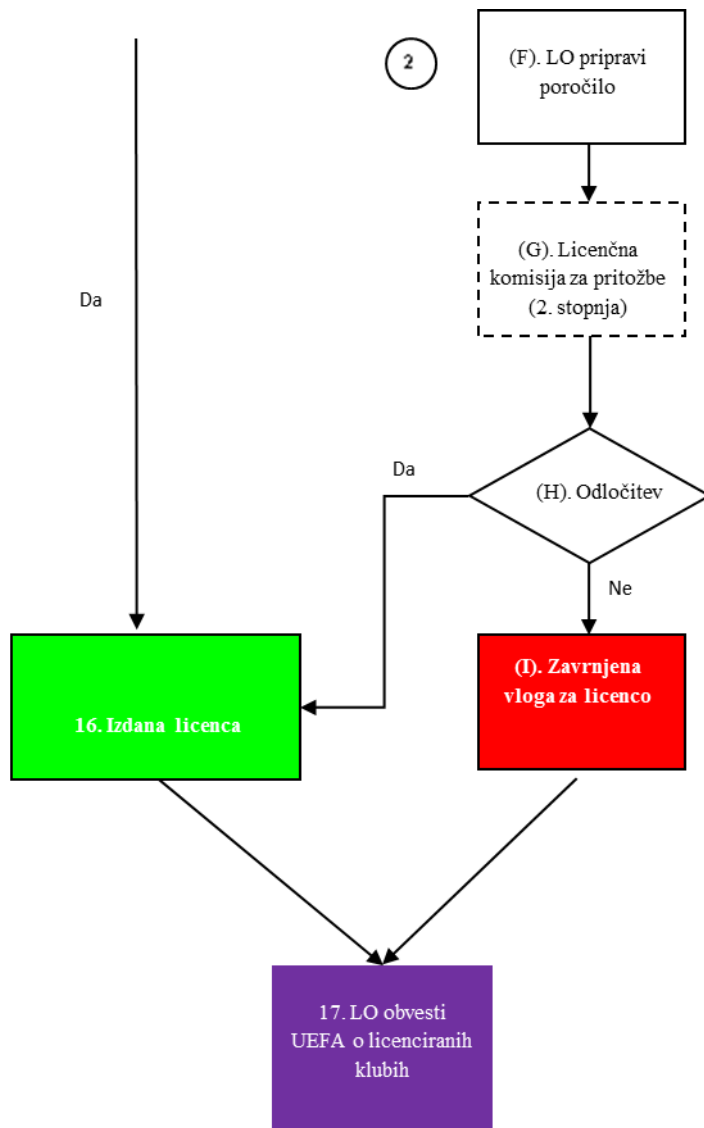 2
(F). LO pripravi
poročilo
(G). Licenčna
komisija za pritožbe
(2. stopnja)
Da
Da
(H). Odločitev
Ne
(I). Zavrnjena
vloga za licenco
16. Izdana licenca
17. LO obvesti
UEFA o licenciranih
klubih